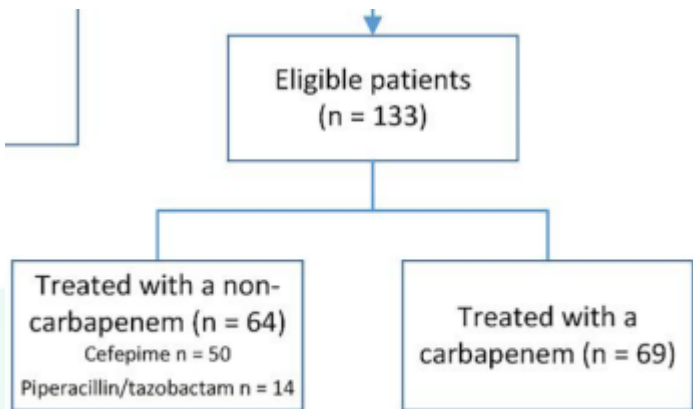 Eligible patients
(n = 133)
Treated with a non-
carbapenem (n = 64)
Cefepime n = 50
Piperacillin/tazobactam n = 14
Treated with a
carbapenem (n = 69)